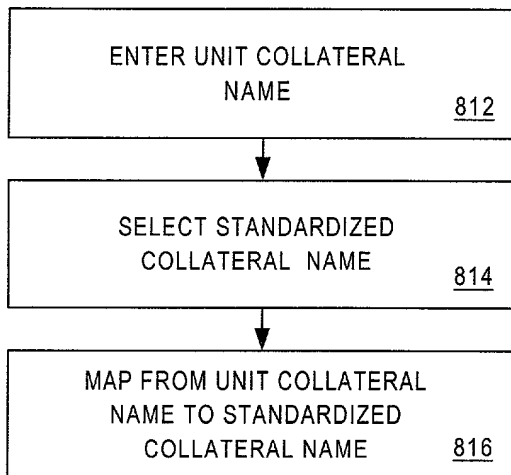 ENTER UNIT COLLATERAL
NAME
812
SELECT STANDARDIZED
COLLATERAL NAME
814
MAP FROM UNIT COLLATERAL
NAME TO STANDARDIZED
COLLATERAL NAME
816